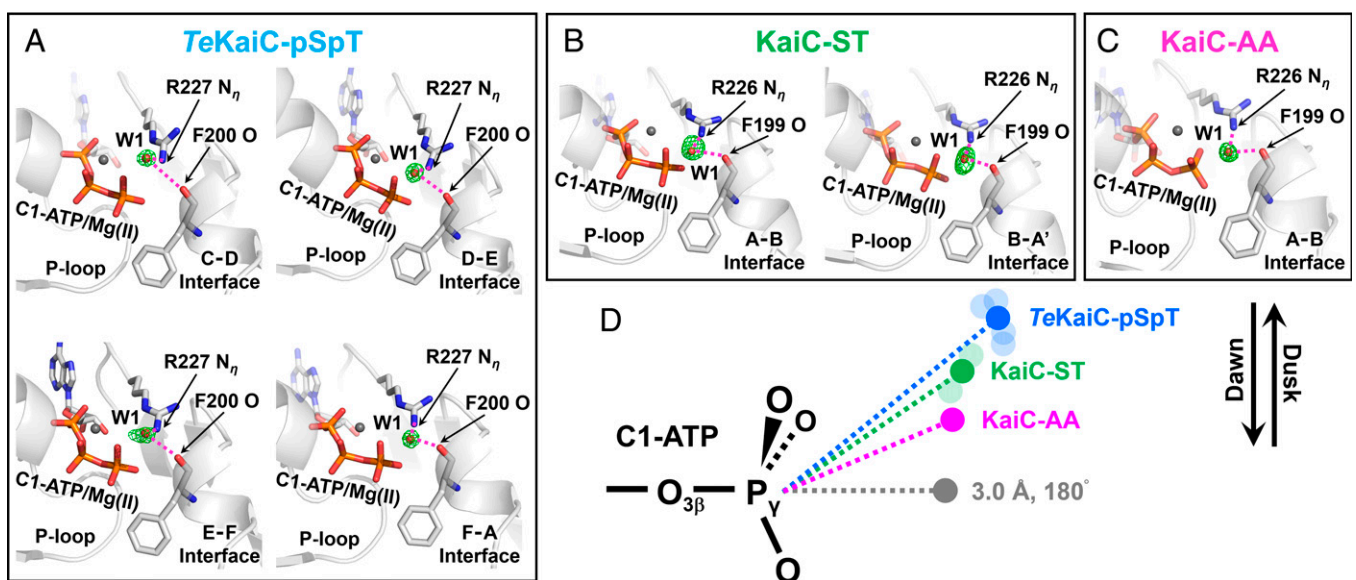 A
TeKaiC-pSpT
R227 Nη
F200 O
W1
C1-ATP/Mg(II)
P-loop
C-D
Interface
R227 Nη
F200 O
W1
C1-ATP/Mg(II)
P-loop
D-E
Interface
R227 Nη
F200 O
W1
C1-ATP/Mg(II)
P-loop
E-F
Interface
R227 Nη
F200 O
W1
C1-ATP/Mg(II)
P-loop
F-A
Interface
B
KaiC-ST
R226 Nη
F199 O
W1
C1-ATP/Mg(II)
P-loop
A-B
Interface
R226 Nη
F199 O
W1
C1-ATP/Mg(II)
P-loop
B-A'
Interface
C
KaiC-AA
R226 Nη
F199 O
W1
C1-ATP/Mg(II)
P-loop
A-B
Interface
D
TeKaiC-pSpT
KaiC-ST
KaiC-AA
3.0 Å, 180°
C1-ATP
O
O
O3β
Pγ
O
Dawn
Dusk